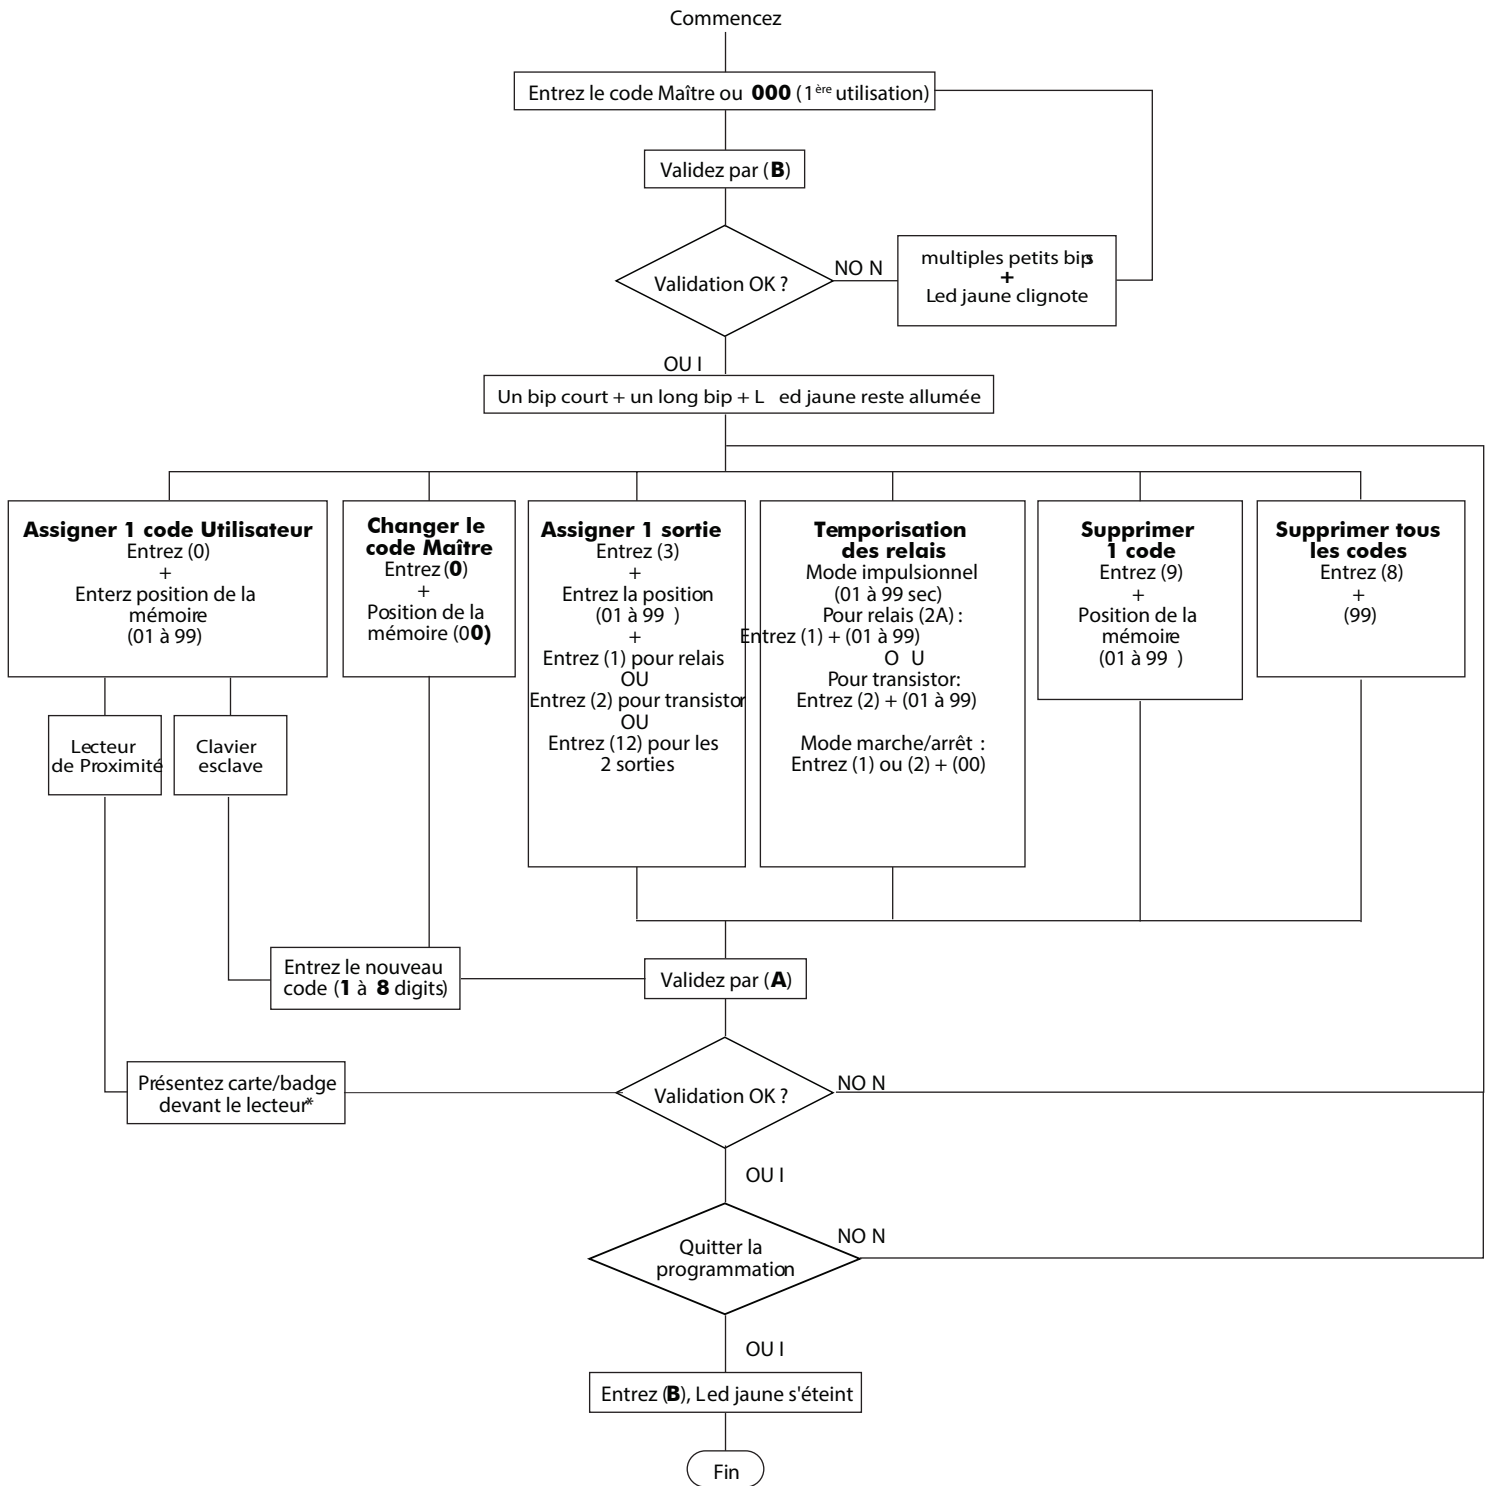 Commencez
Entrez le code Maître ou 000 (1ère utilisation)
Validez par (B)
Validation OK ?
NO N
multiples petits bips
+
Led jaune clignote
OU I
Un bip court + un long bip + L ed jaune reste allumée
Assigner 1 code Utilisateur
Entrez (0)
+
Enterz position de la
mémoire
(01 à 99)
Changer le
code Maître
Entrez (0)
+
Position de la
mémoire (00)
Assigner 1 sortie
Entrez (3)
+
Entrez la position
(01 à 99 )
+
Entrez (1) pour relais
OU
Entrez (2) pour transistor
OU
Entrez (12) pour les
2 sorties
Temporisation
des relais
Mode impulsionnel
(01 à 99 sec)
Pour relais (2A) :
Entrez (1) + (01 à 99)
O U
Pour transistor:
Entrez (2) + (01 à 99)
Mode marche/arrêt :
Entrez (1) ou (2) + (00)
Supprimer
1 code
Entrez (9)
+
Position de la
mémoire
(01 à 99 )
Supprimer tous
les codes
Entrez (8)
+
(99)
Lecteur
de Proximité
Clavier
esclave
Entrez le nouveau
code (1 à 8 digits)
Validez par (A)
Présentez carte/badge
devant le lecteur*
Validation OK ?
NO N
OU I
Quitter la
programmation
NO N
OU I
Entrez (B), Led jaune s'éteint
Fin